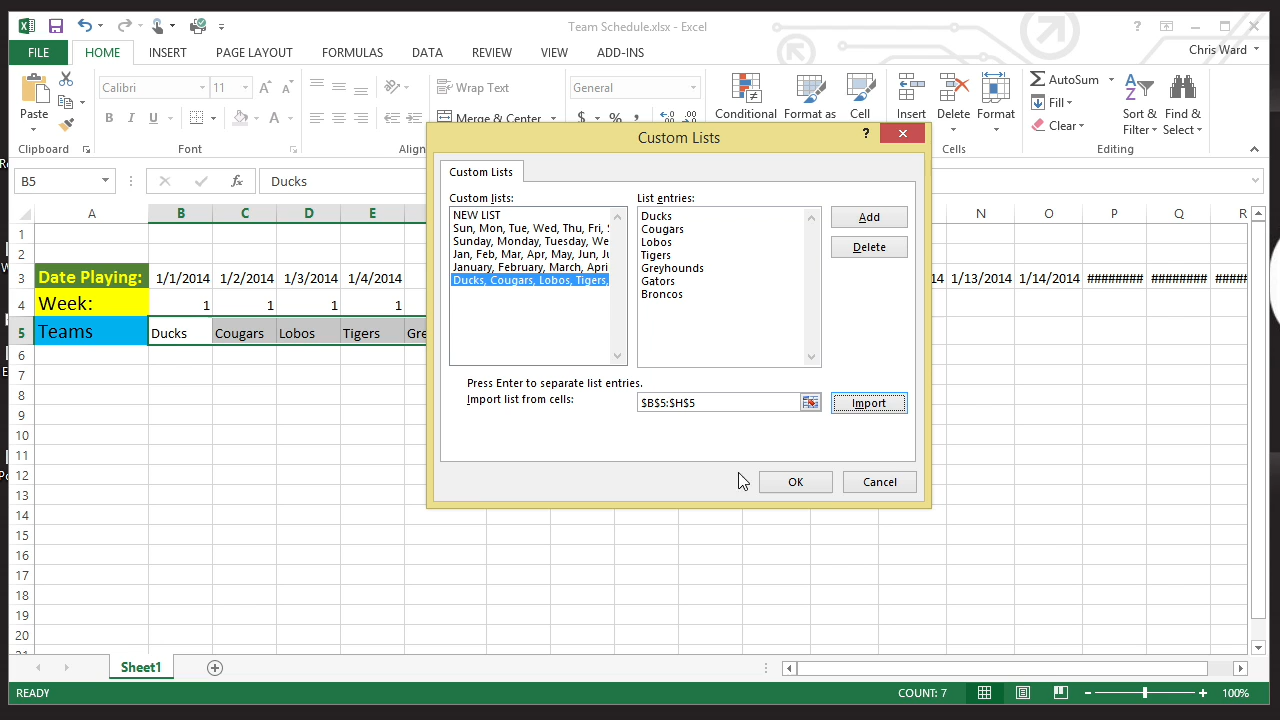 Team Schedule.xlsx - Excel
?
FILE HOME INSERT PAGE LAYOUT FORMULAS DATA REVIEW VIEW ADD-INS
Chris Ward
Paste
Clipboard
Calibri 11
B I U
A
Font
Wrap Text
Merge & Center
Align
General
$ % ,
Conditional Format as Cell
Insert Delete Format
Cells
AutoSum
Fill
Clear
Sort & Filter
Find & Select
Editing
B5
fx
Ducks
A B C D E N O P Q R
1
2
3 Date Playing: 1/1/2014 1/2/2014 1/3/2014 1/4/2014 14 1/13/2014 1/14/2014 ######## ######## #####
4 Week: 1 1 1 1
5 Teams Ducks Cougars Lobos Tigers Gre
6
7
8
9
10
11
12
13
14
15
16
17
18
19
20
21
Custom Lists
?
Custom Lists
Custom lists:
NEW LIST
Sun, Mon, Tue, Wed, Thu, Fri, S
Sunday, Monday, Tuesday, We
Jan, Feb, Mar, Apr, May, Jun, Ju
January, February, March, April
Ducks, Cougars, Lobos, Tigers,
List entries:
Ducks
Cougars
Lobos
Tigers
Greyhounds
Gators
Broncos
Add
Delete
Press Enter to separate list entries.
Import list from cells:
$B$5:$H$5
Import
OK
Cancel
Sheet1
READY
COUNT: 7
100%